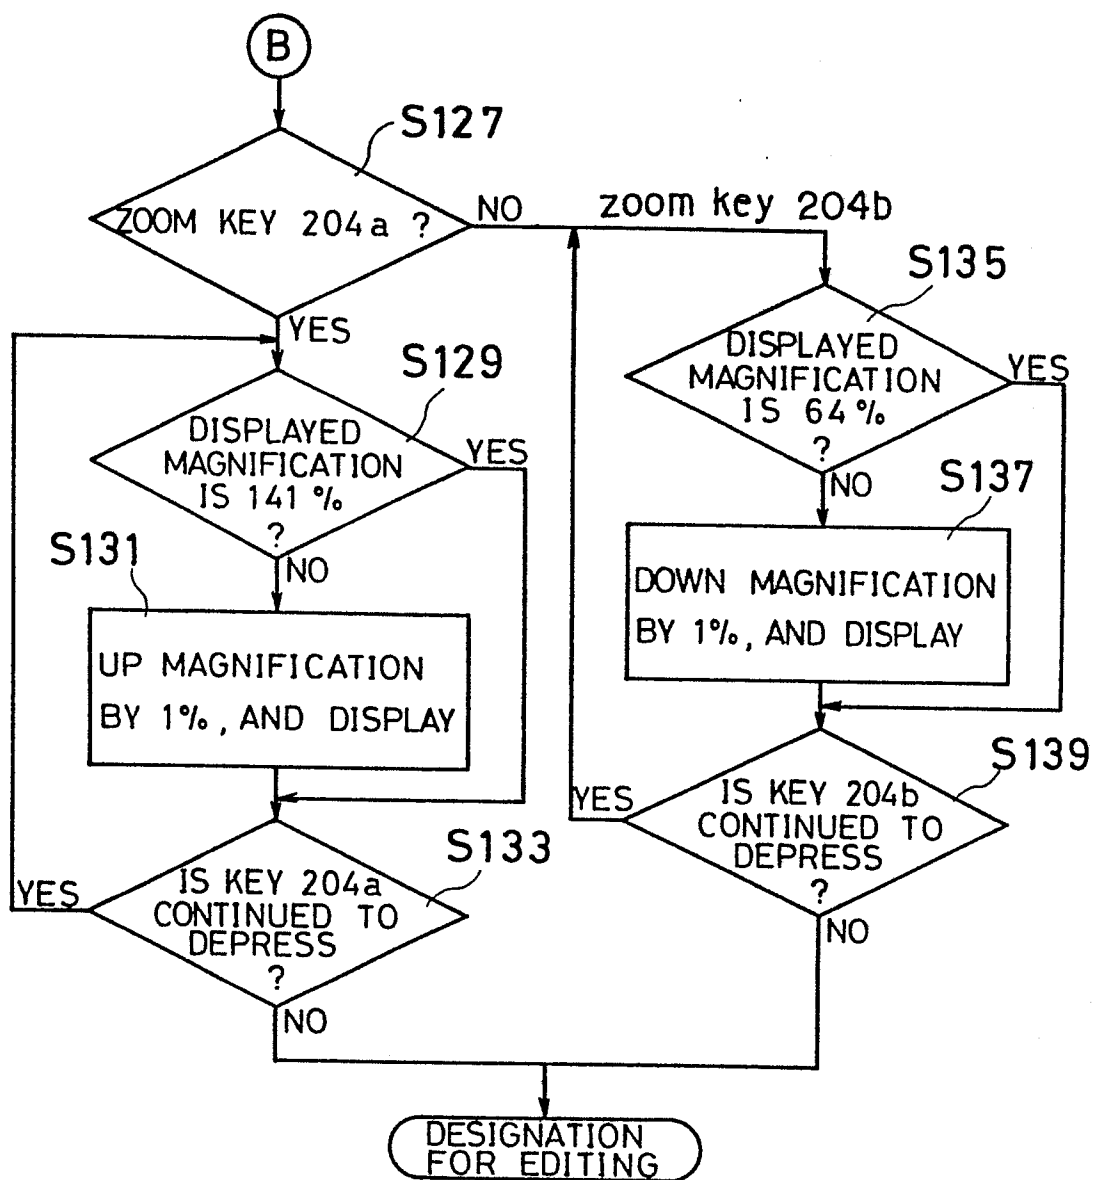 B
S127
ZOOM KEY 204a ?
NO
zoom key 204b
YES
S135
DISPLAYED
MAGNIFICATION
IS 64%
?
YES
NO
S129
DISPLAYED
MAGNIFICATION
IS 141%
?
YES
NO
S137
DOWN MAGNIFICATION
BY 1%, AND DISPLAY
S131
UP MAGNIFICATION
BY 1%, AND DISPLAY
S139
IS KEY 204b
CONTINUED TO
DEPRESS
?
YES
NO
S133
IS KEY 204a
CONTINUED TO
DEPRESS
?
YES
NO
DESIGNATION
FOR EDITING